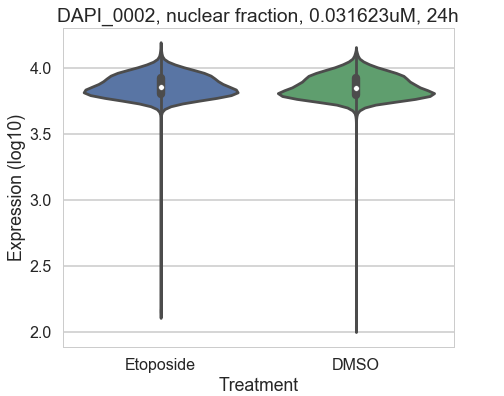 DAPI_0002, nuclear fraction, 0.031623uM, 24h
Expression (log10)
4.0
3.5
3.0
2.5
2.0
Etoposide DMSO
Treatment